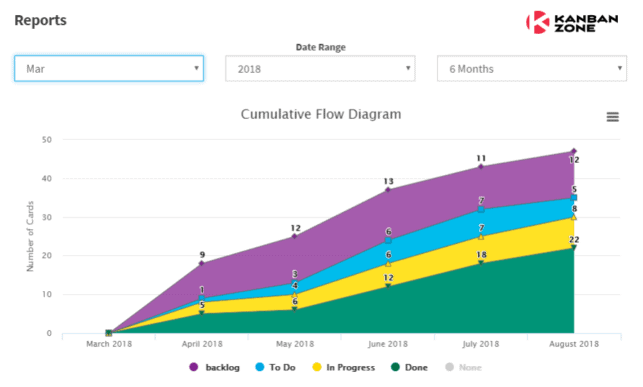 Reports
KANBAN
ZONE
Date Range
Mar
2018
6 Months
Cumulative Flow Diagram
Number of Cards
50
40
30
20
10
0
9
12
13
11
12
1
3
6
7
5
4
6
7
8
5
6
12
18
22
March 2018
April 2018
May 2018
June 2018
July 2018
August 2018
backlog
To Do
In Progress
Done
None